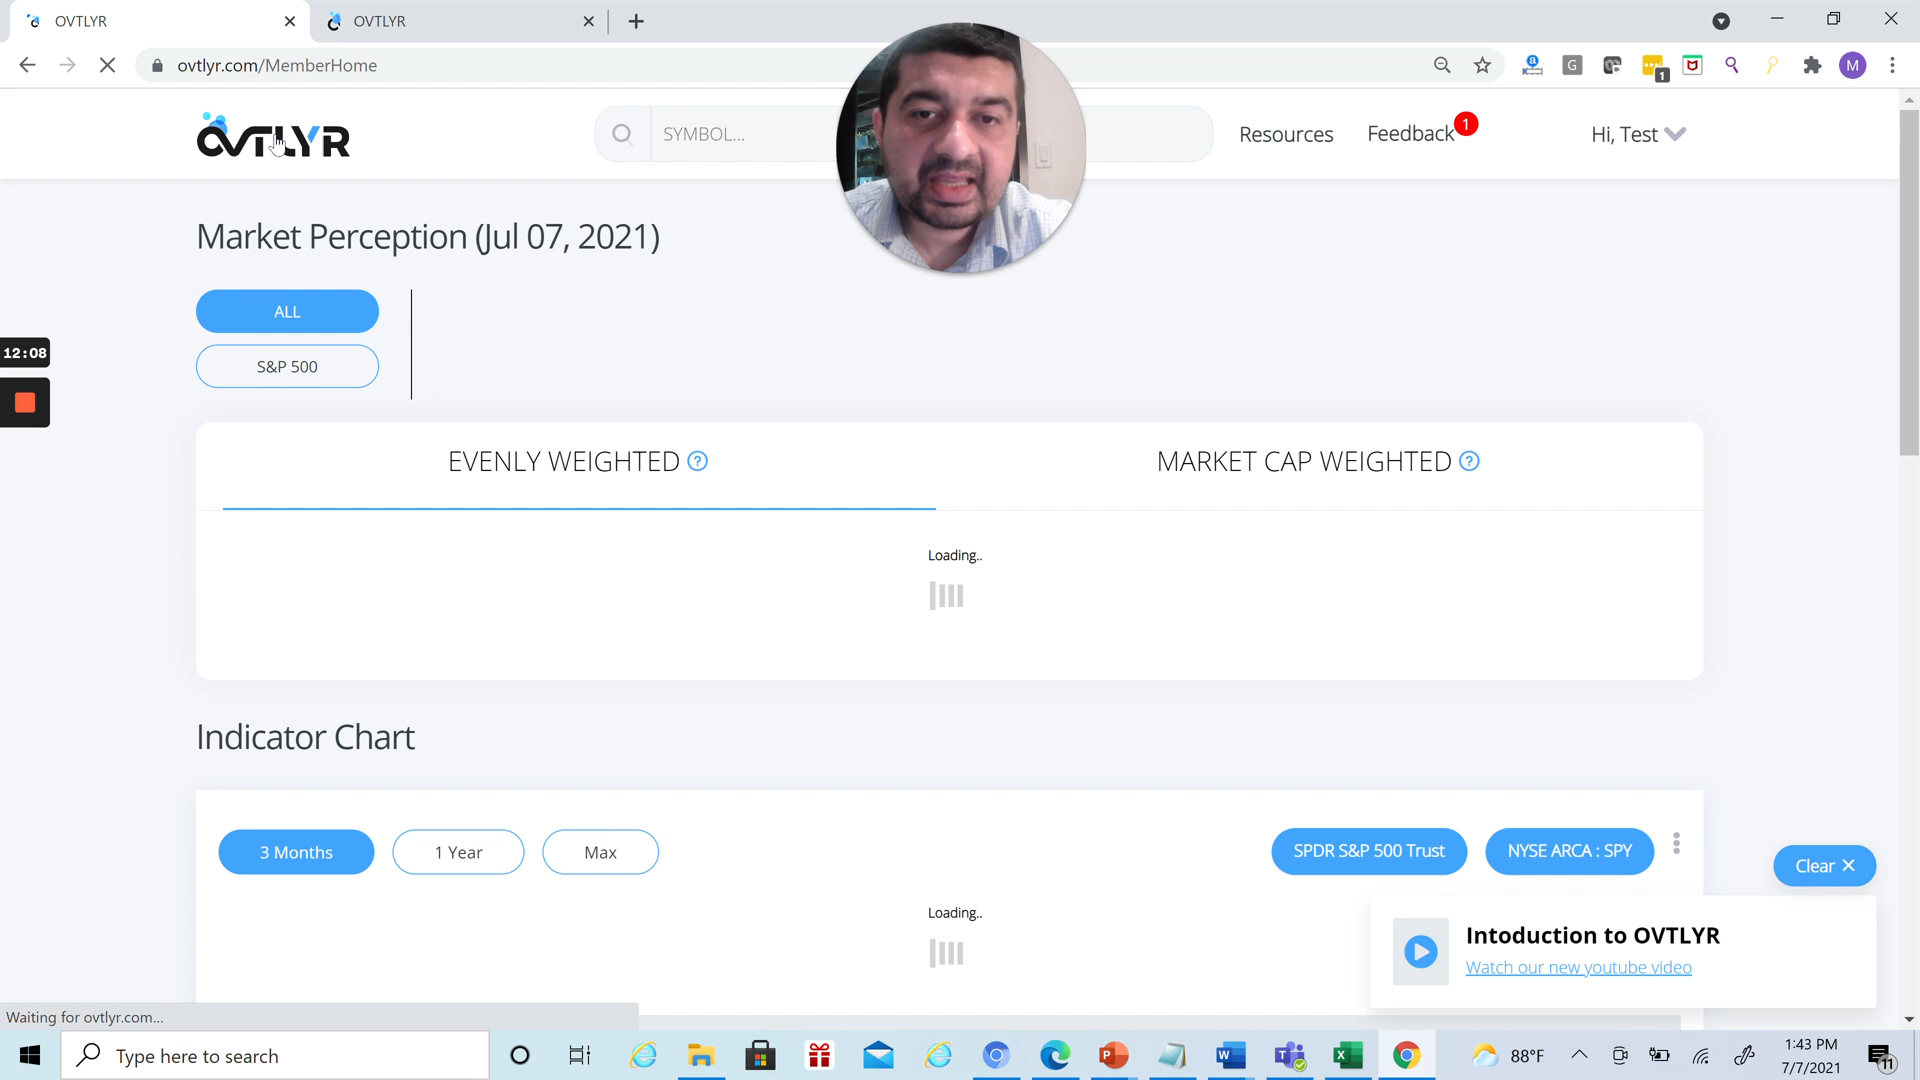 OVTLYR
OVTLYR
ovtlyr.com/MemberHome
1
M
OVTLYR
SYMBOL...
Resources
Feedback
1
Hi, Test
Market Perception (Jul 07, 2021)
ALL
S&P 500
12:08
EVENLY WEIGHTED ?
MARKET CAP WEIGHTED ?
Loading..
Indicator Chart
3 Months
1 Year
Max
SPDR S&P 500 Trust
NYSE ARCA : SPY
Clear
Loading..
Intoduction to OVTLYR
Watch our new youtube video
Waiting for ovtlyr.com...
Type here to search
88°F
1:43 PM
7/7/2021
11